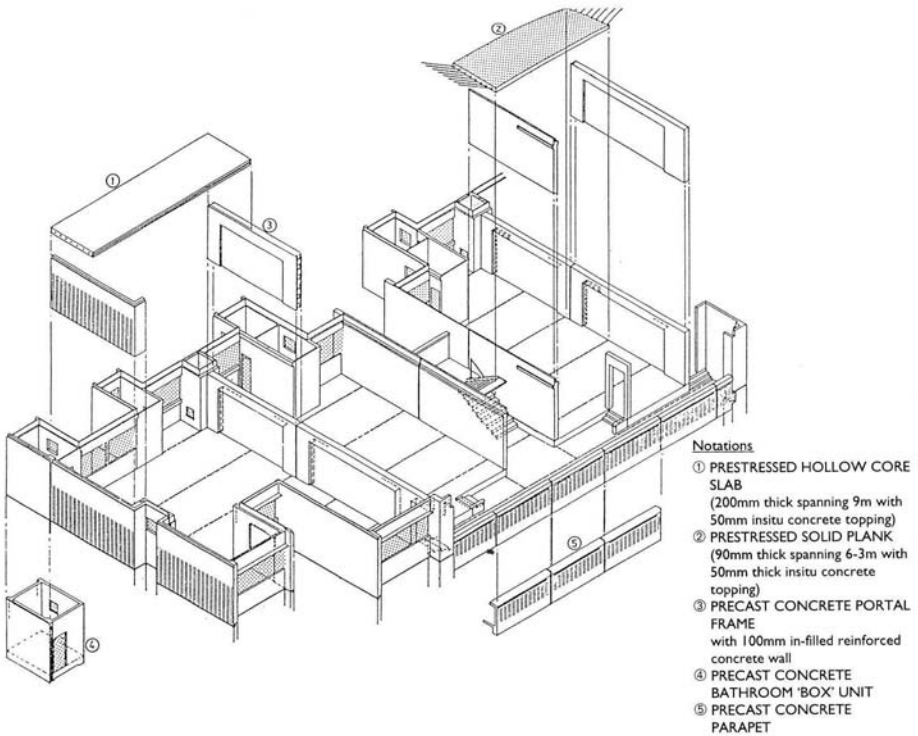 ②
①
③
⑤
④
Notations
① PRESTRESSED HOLLOW CORE
SLAB
(200mm thick spanning 9m with
50mm insitu concrete topping)
② PRESTRESSED SOLID PLANK
(90mm thick spanning 6-3m with
50mm thick insitu concrete
topping)
③ PRECAST CONCRETE PORTAL
FRAME
with 100mm in-filled reinforced
concrete wall
④ PRECAST CONCRETE
BATHROOM 'BOX' UNIT
⑤ PRECAST CONCRETE
PARAPET